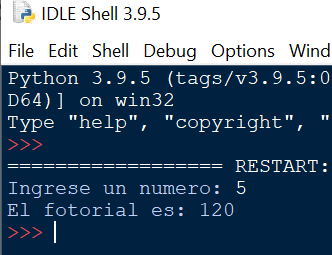 IDLE Shell 3.9.5
File Edit Shell Debug Options Wind
Python 3.9.5 (tags/v3.9.5:0
D64)] on win32
Type "help", "copyright", "
>>>
=================== RESTART:
Ingrese un numero: 5
El fotorial es: 120
>>>